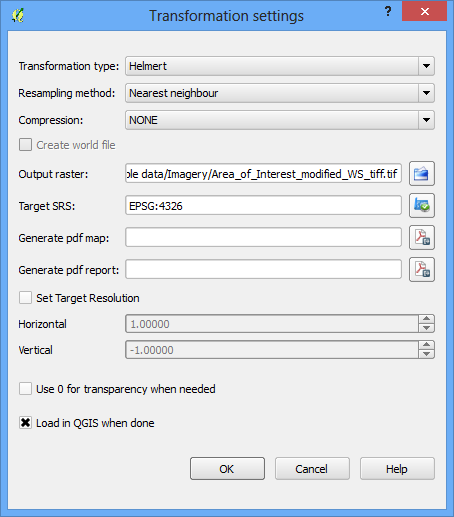 Transformation settings
?
Transformation type: Helmert
Resampling method: Nearest neighbour
Compression: NONE
Create world file
Output raster: ple data/Imagery/Area_of_Interest_modified_WS_tiff.tif
Target SRS: EPSG:4326
Generate pdf map:
Generate pdf report:
Set Target Resolution
Horizontal 1.00000
Vertical -1.00000
Use 0 for transparency when needed
Load in QGIS when done
OK Cancel Help